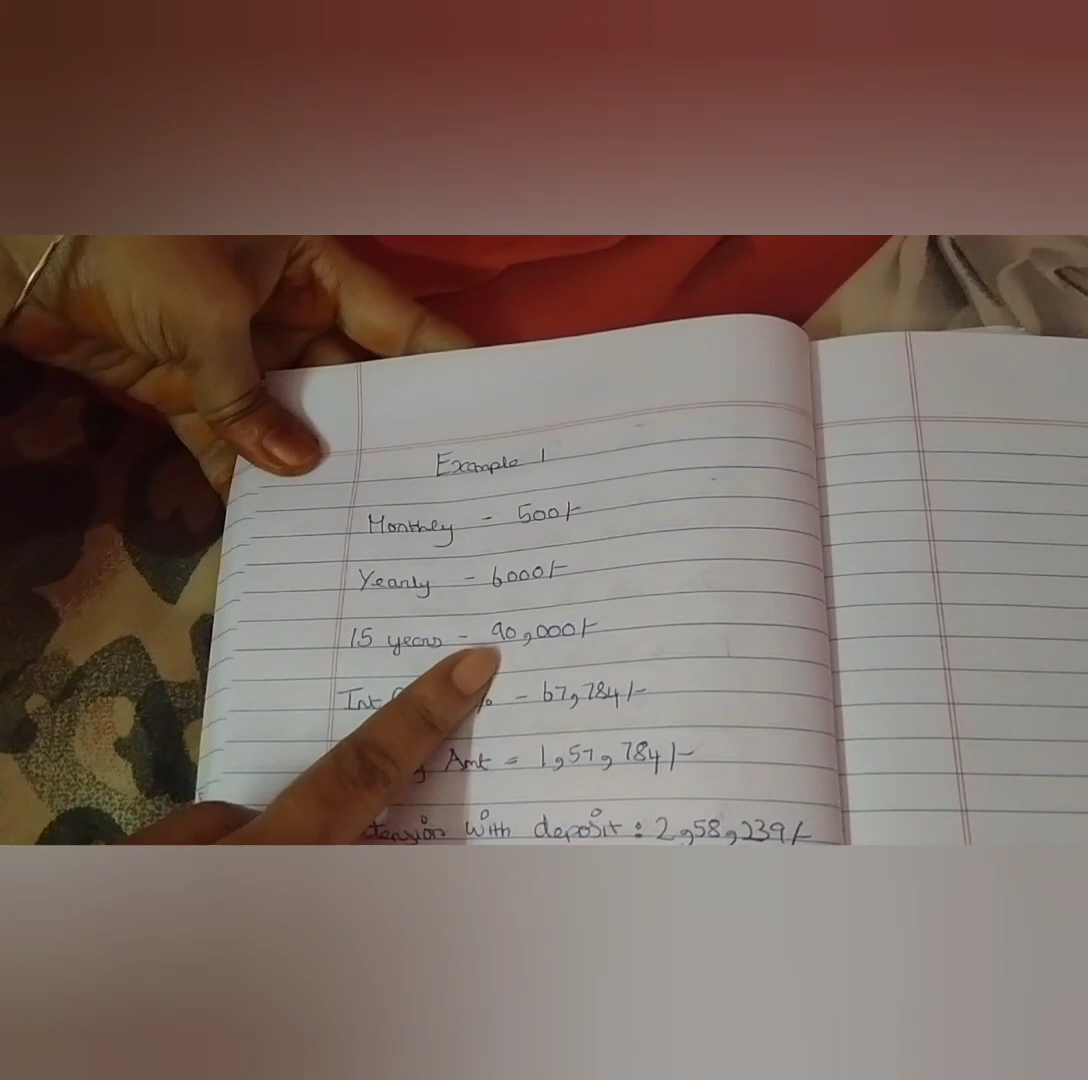 Example 1
Monthly - 500/-
Yearly - 6000/-
15 years - 90,000/-
Int % - 67,784/-
Amt = 1,57,784/-
with deposit : 2,58,239/-